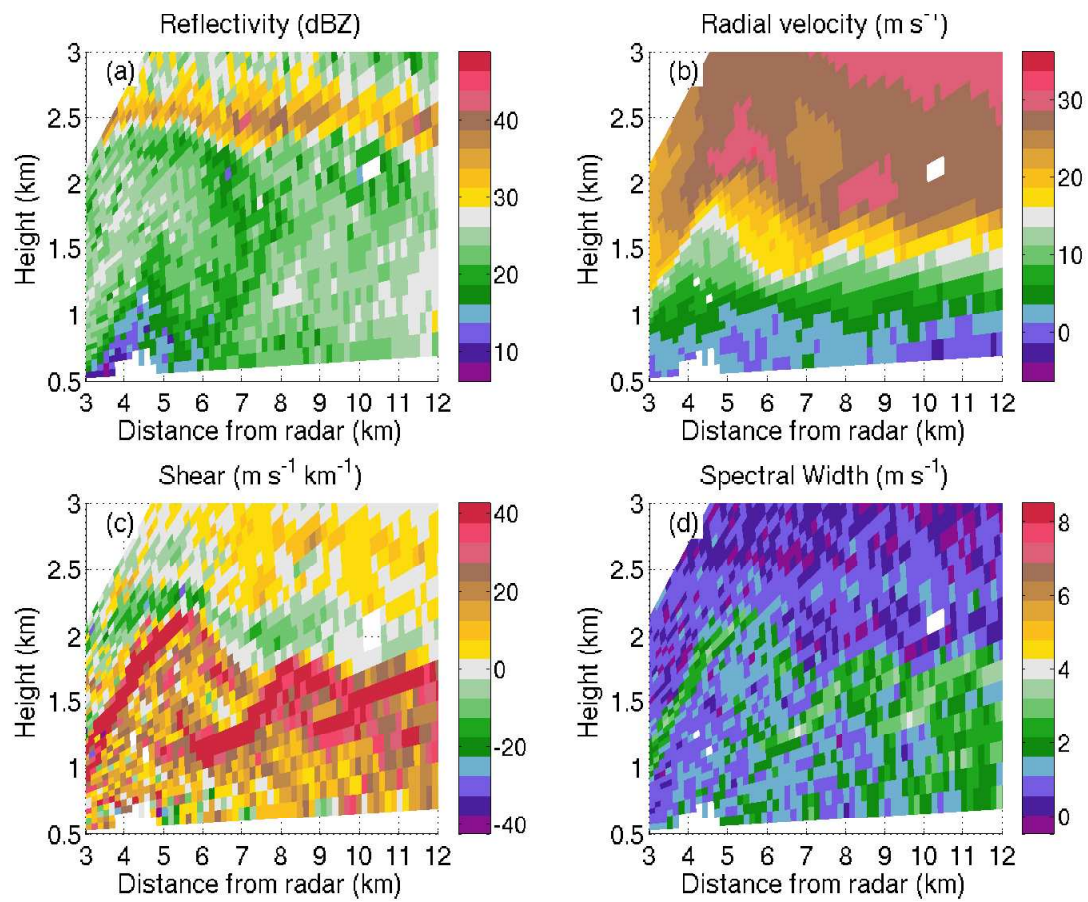 Reflectivity (dBZ)
(a)
3
2.5
2
1.5
1
0.5
Height (km)
3 4 5 6 7 8 9 10 11 12
Distance from radar (km)
40
30
20
10
Radial velocity (m s⁻¹)
(b)
3
2.5
2
1.5
1
0.5
Height (km)
3 4 5 6 7 8 9 10 11 12
Distance from radar (km)
30
20
10
0
Shear (m s⁻¹ km⁻¹)
(c)
3
2.5
2
1.5
1
0.5
Height (km)
3 4 5 6 7 8 9 10 11 12
Distance from radar (km)
40
20
0
-20
-40
Spectral Width (m s⁻¹)
(d)
3
2.5
2
1.5
1
0.5
Height (km)
3 4 5 6 7 8 9 10 11 12
Distance from radar (km)
8
6
4
2
0